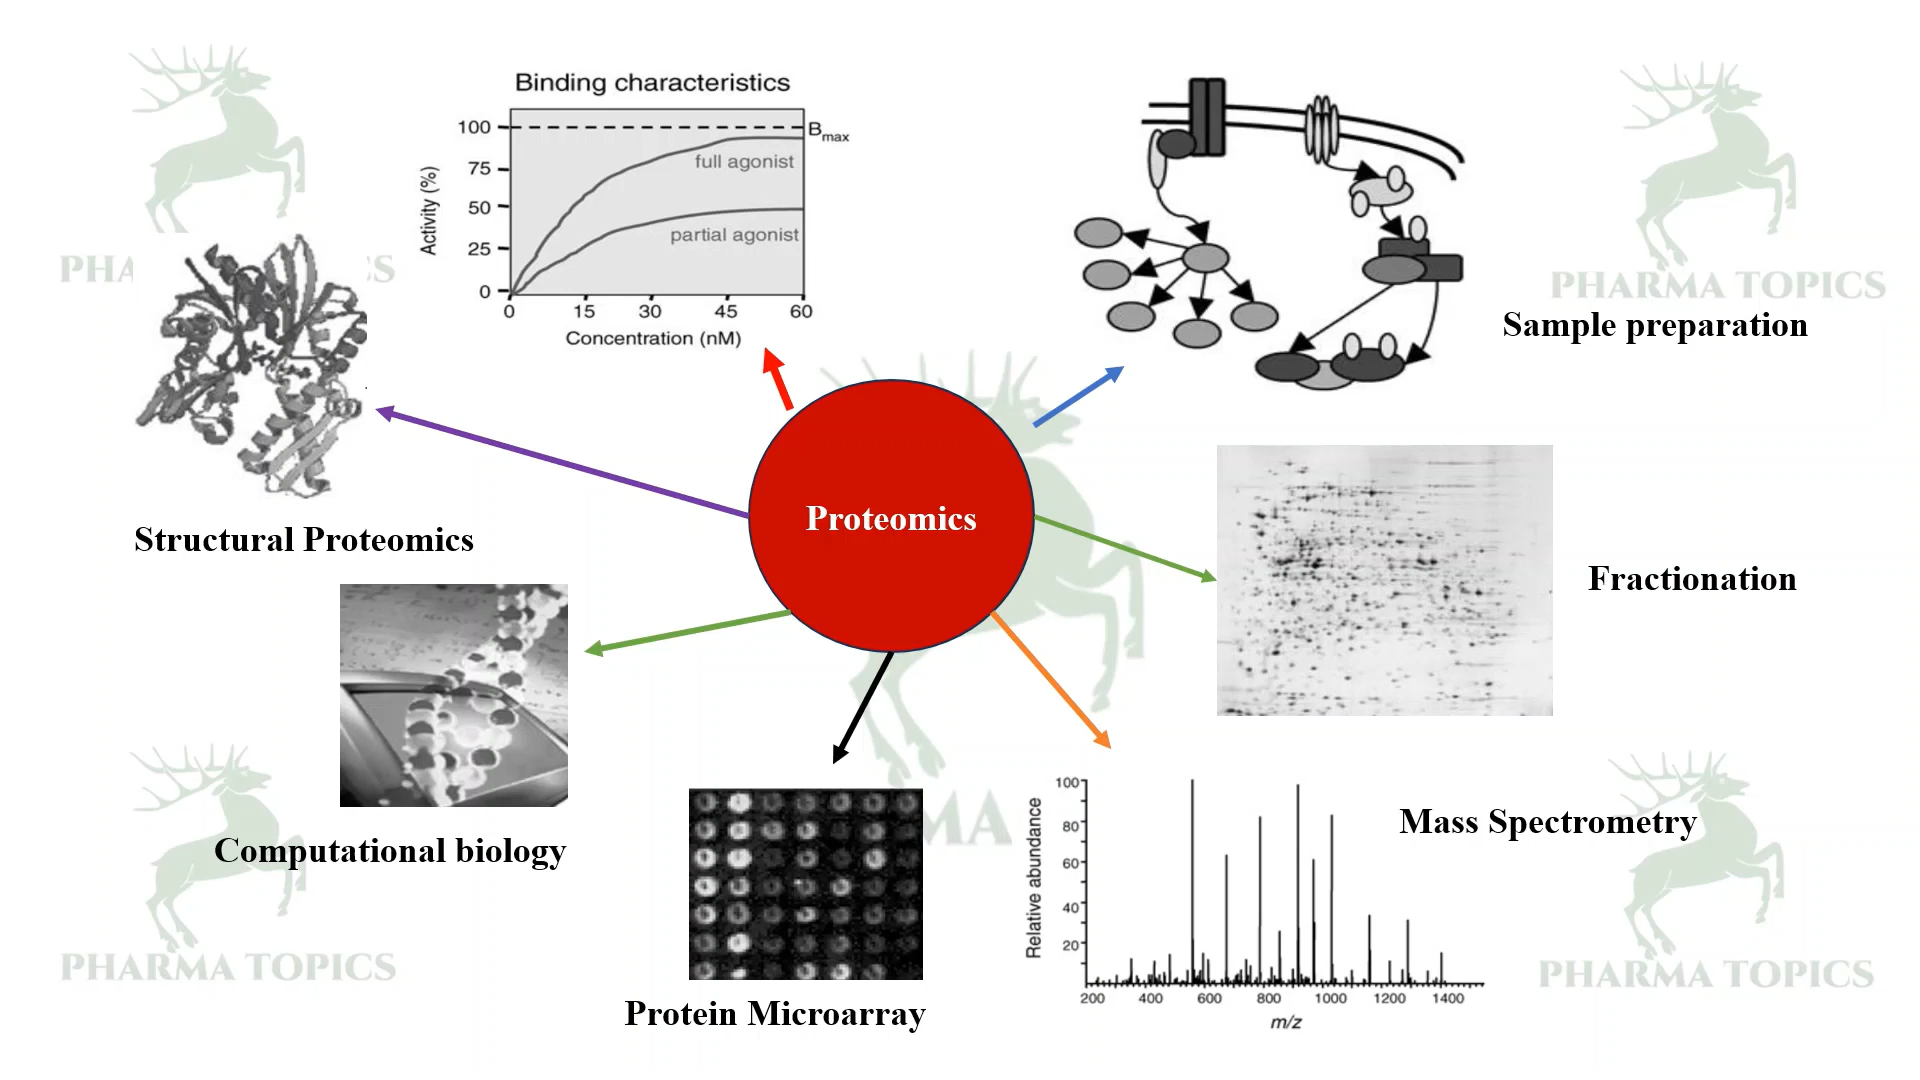 Binding characteristics
100
75
50
25
0
Activity (%)
B max
full agonist
partial agonist
0 15 30 45 60
Concentration (nM)
PHARMA TOPICS
Sample preparation
PHA
S
Proteomics
Structural Proteomics
Fractionation
Computational biology
Mass Spectrometry
MA
100
80
60
40
20
Relative abundance
200 400 600 800 1000 1200 1400
m/z
Protein Microarray
PHARMA TOPICS
PHARMA TOPICS